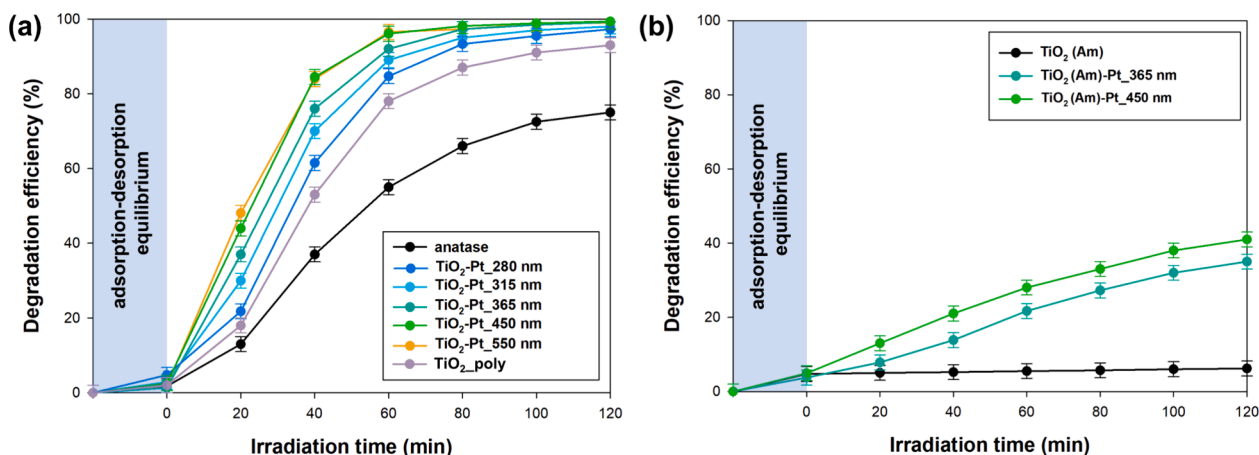 (a)
Degradation efficiency (%)
100
80
60
40
20
0
adsorption-desorption
equilibrium
anatase
TiO₂-Pt_280 nm
TiO₂-Pt_315 nm
TiO₂-Pt_365 nm
TiO₂-Pt_450 nm
TiO₂-Pt_550 nm
TiO₂_poly
0 20 40 60 80 100 120
Irradiation time (min)
(b)
Degradation efficiency (%)
100
80
60
40
20
0
adsorption-desorption
equilibrium
TiO₂ (Am)
TiO₂ (Am)-Pt_365 nm
TiO₂ (Am)-Pt_450 nm
0 20 40 60 80 100 120
Irradiation time (min)